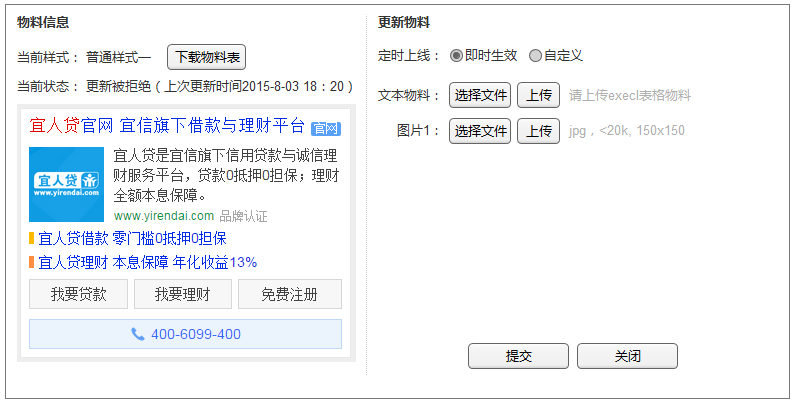 物料信息
当前样式： 普通样式一 下载物料表
当前状态： 更新被拒绝（上次更新时间2015-8-03 18：20）
宜人贷官网 宜信旗下借款与理财平台 官网
宜人贷
www.yirendai.com
宜人贷是宜信旗下信用贷款与诚信理
财服务平台，贷款0抵押0担保；理财
全额本息保障。
www.yirendai.com 品牌认证
宜人贷借款 零门槛0抵押0担保
宜人贷理财 本息保障 年化收益13%
我要贷款 我要理财 免费注册
400-6099-400
更新物料
定时上线： 即时生效 自定义
文本物料： 选择文件 上传 请上传execl表格物料
图片1： 选择文件 上传 jpg，<20k, 150x150
提交 关闭